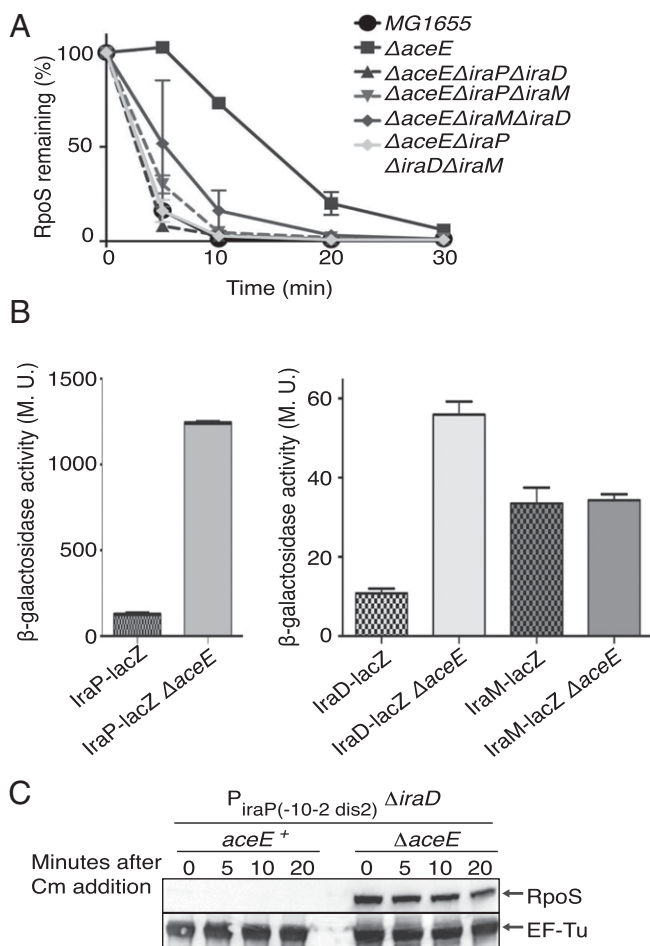 A
MG1655
ΔaceE
ΔaceEΔiraPΔiraD
ΔaceEΔiraPΔiraM
ΔaceEΔiraMΔiraD
ΔaceEΔiraP
ΔiraDΔiraM
RpoS remaining (%)
100
50
0
0 10 20 30
Time (min)
B
β-galactosidase activity (M. U.)
1500
1000
500
0
IraP-lacZ
IraP-lacZ ΔaceE
β-galactosidase activity (M. U.)
60
40
20
0
IraD-lacZ
IraD-lacZ ΔaceE
IraM-lacZ
IraM-lacZ ΔaceE
C
PiraP(-10-2 dis2) ΔiraD
aceE+ ΔaceE
Minutes after
Cm addition
0 5 10 20 0 5 10 20
RpoS
EF-Tu